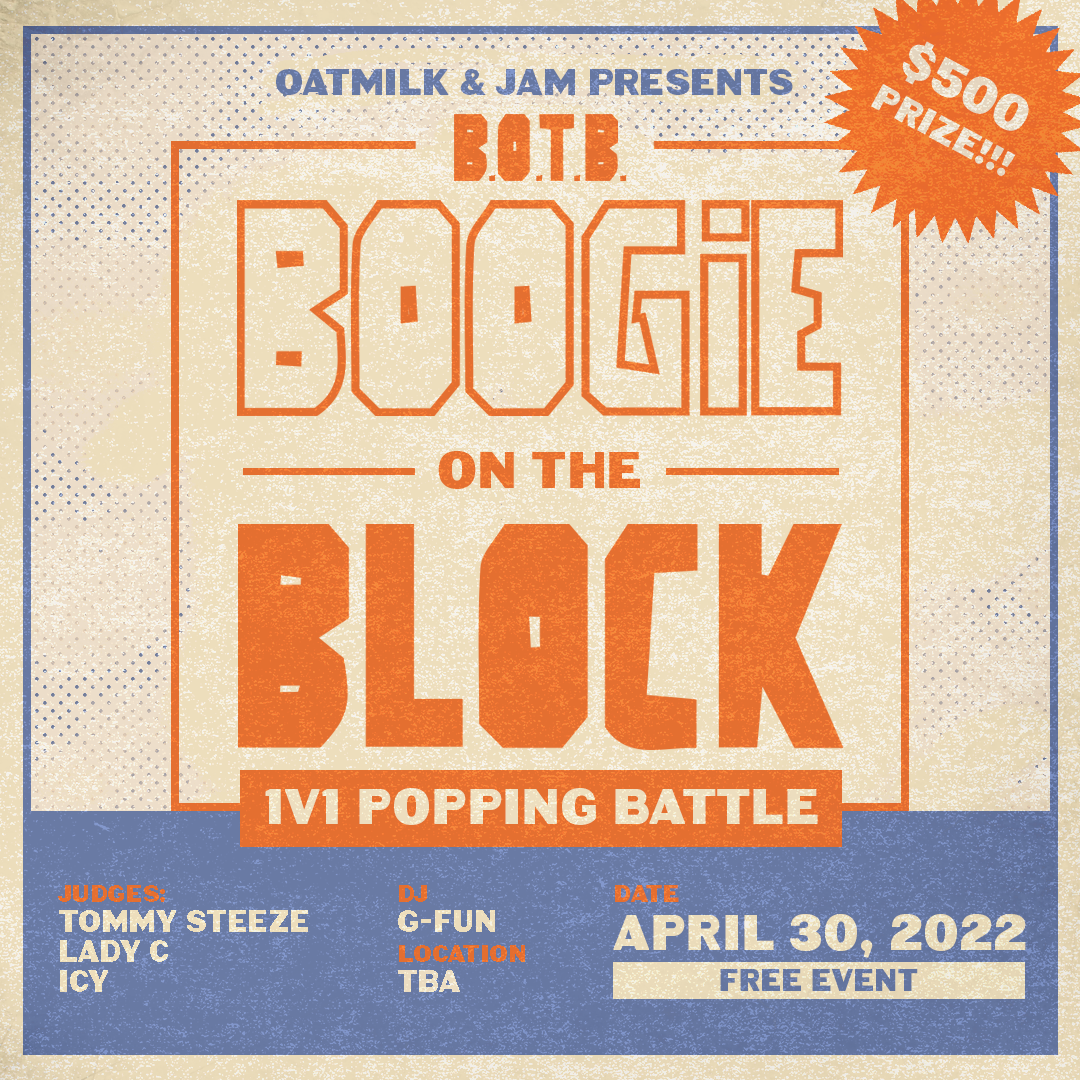 OATMILK & JAM PRESENTS
$500
PRIZE!!!
B.O.T.B.
BOOGiE
ON THE
BLOCK
1V1 POPPING BATTLE
JUDGES:
TOMMY STEEZE
LADY C
ICY
DJ
G-FUN
LOCATION
TBA
DATE
APRIL 30, 2022
FREE EVENT